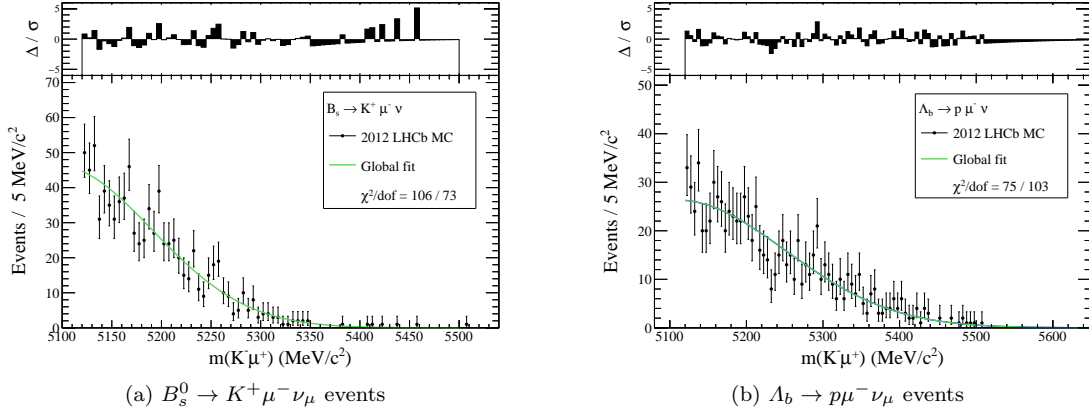 5
0
−5
Δ / σ
70
60
50
40
30
20
10
0
Events / 5 MeV/c²
B_s → K⁺ μ⁻ ν
2012 LHCb MC
Global fit
χ²/dof = 106 / 73
5100 5150 5200 5250 5300 5350 5400 5450 5500
m(K⁻μ⁺) (MeV/c²)
(a) B⁰_s → K⁺μ⁻ν_μ events
5
0
−5
Δ / σ
50
40
30
20
10
0
Events / 5 MeV/c²
Λ_b → p μ⁻ ν
2012 LHCb MC
Global fit
χ²/dof = 75 / 103
5100 5200 5300 5400 5500 5600
m(K⁻μ⁺) (MeV/c²)
(b) Λ_b → pμ⁻ν_μ events